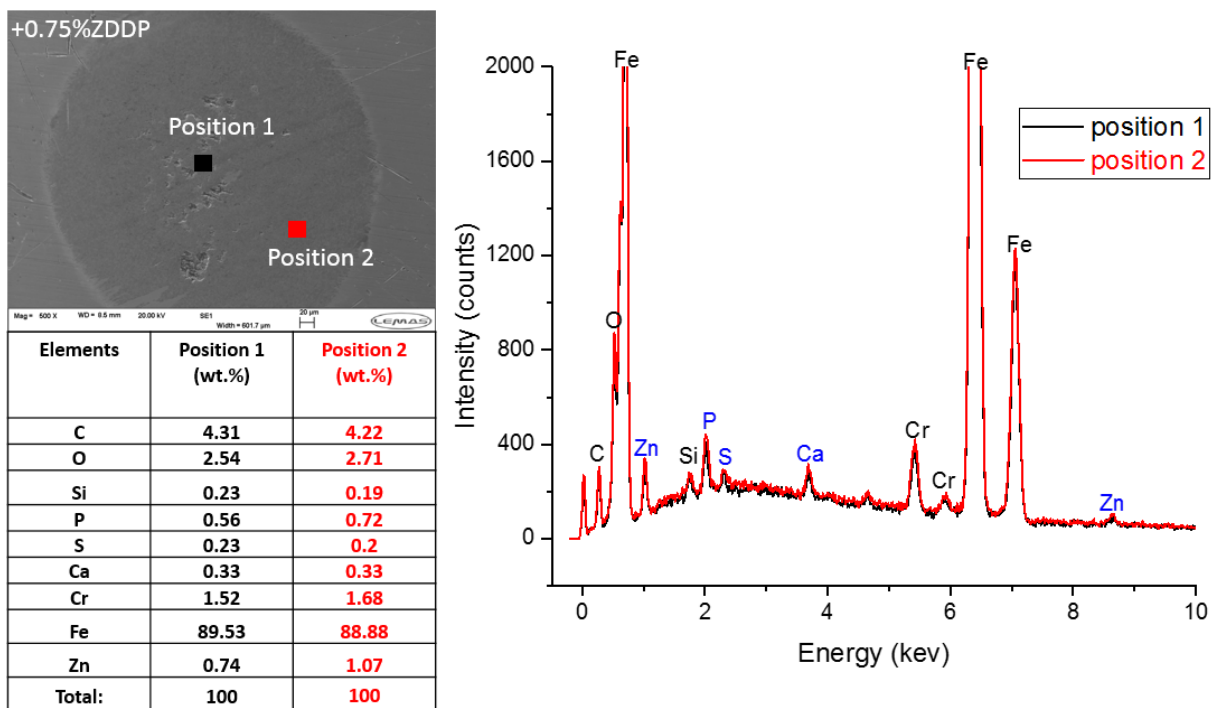 +0.75%ZDDP
Position 1
Position 2
Mag = 500 X WD = 8.5 mm 20.00 kV SE1 20 µm
Width = 601.7 µm
LEMAS
Elements Position 1 (wt.%) Position 2 (wt.%)
C 4.31 4.22
O 2.54 2.71
Si 0.23 0.19
P 0.56 0.72
S 0.23 0.2
Ca 0.33 0.33
Cr 1.52 1.68
Fe 89.53 88.88
Zn 0.74 1.07
Total: 100 100
Intensity (counts)
2000
1600
1200
800
400
0
Fe
Fe
position 1
position 2
Fe
O
C
Zn
Si
P
S
Ca
Cr
Cr
Zn
0 2 4 6 8 10
Energy (kev)